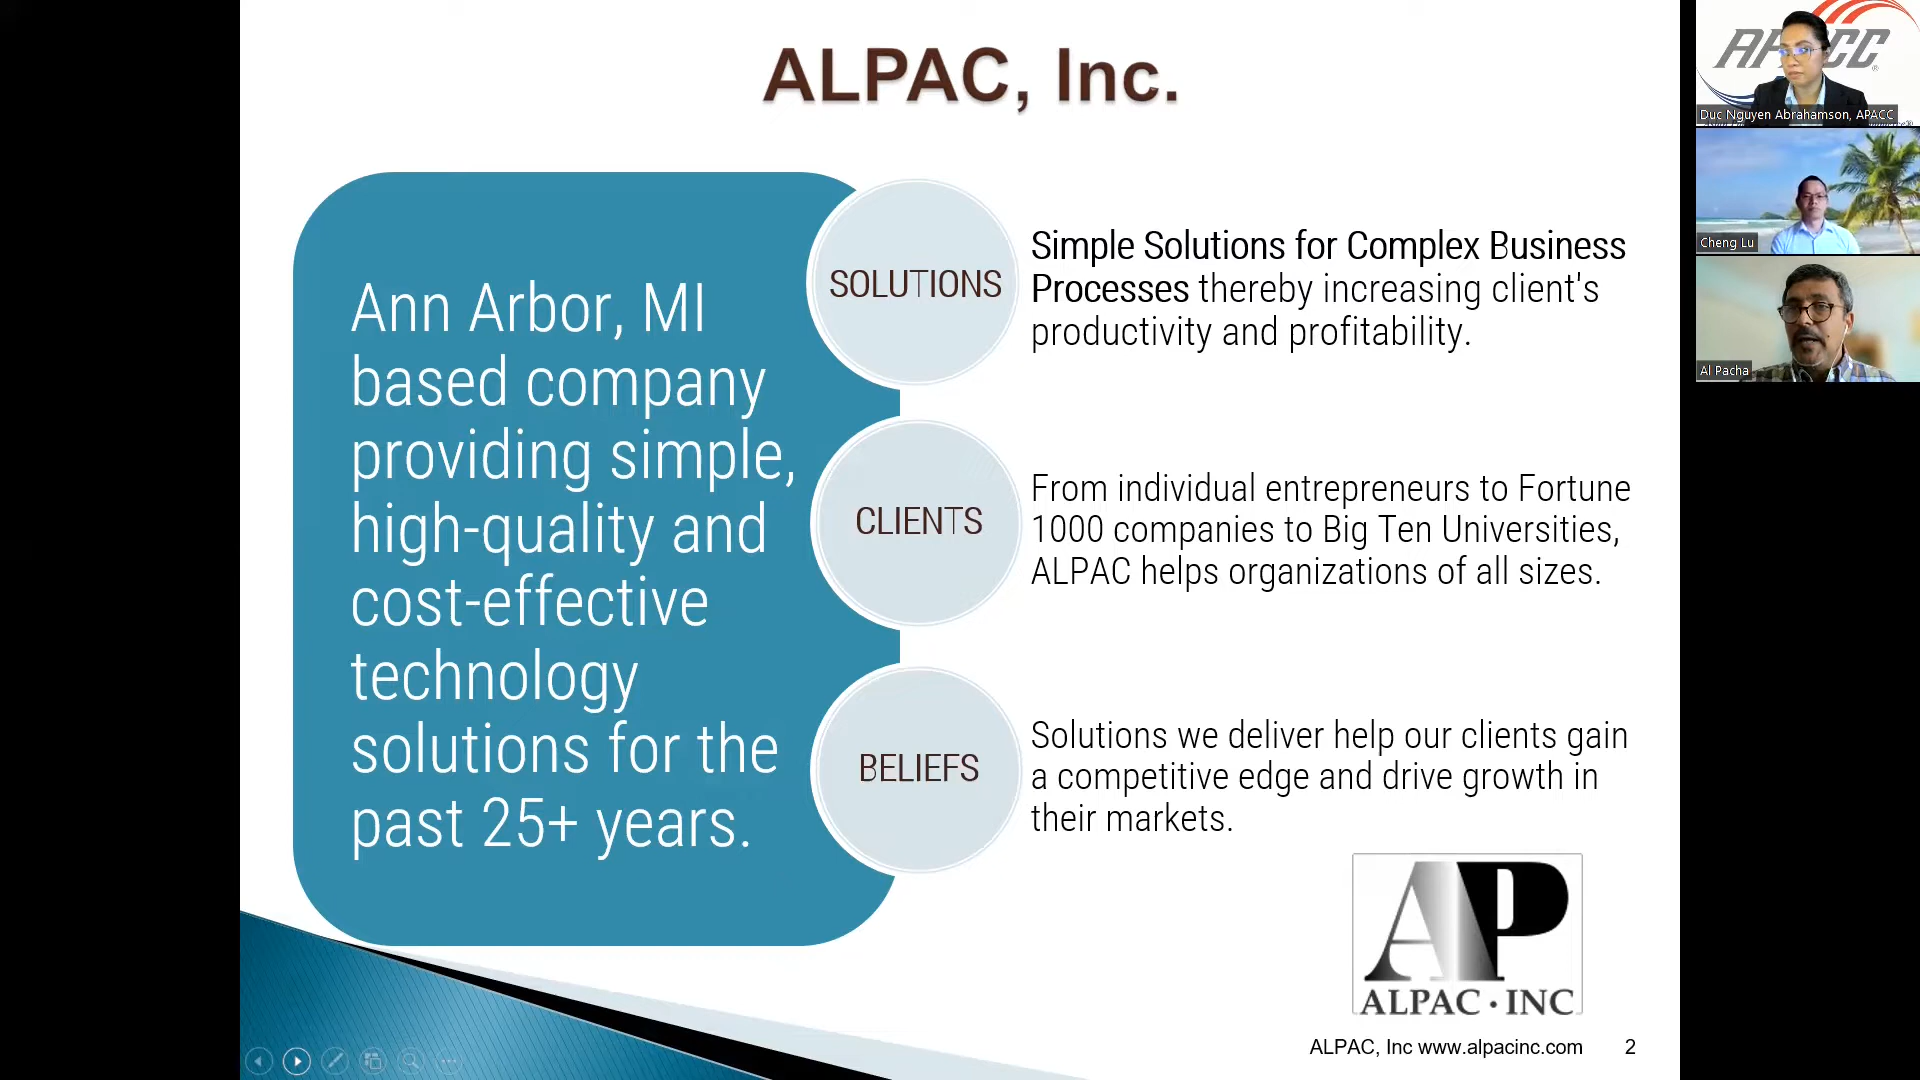 ALPAC, Inc.
Ann Arbor, MI
based company
providing simple,
high-quality and
cost-effective
technology
solutions for the
past 25+ years.
SOLUTIONS
Simple Solutions for Complex Business
Processes thereby increasing client's
productivity and profitability.
CLIENTS
From individual entrepreneurs to Fortune
1000 companies to Big Ten Universities,
ALPAC helps organizations of all sizes.
BELIEFS
Solutions we deliver help our clients gain
a competitive edge and drive growth in
their markets.
AP
ALPAC · INC
ALPAC, Inc www.alpacinc.com 2
Duc Nguyen Abrahamson, APACC
Cheng Lu
Al Pacha